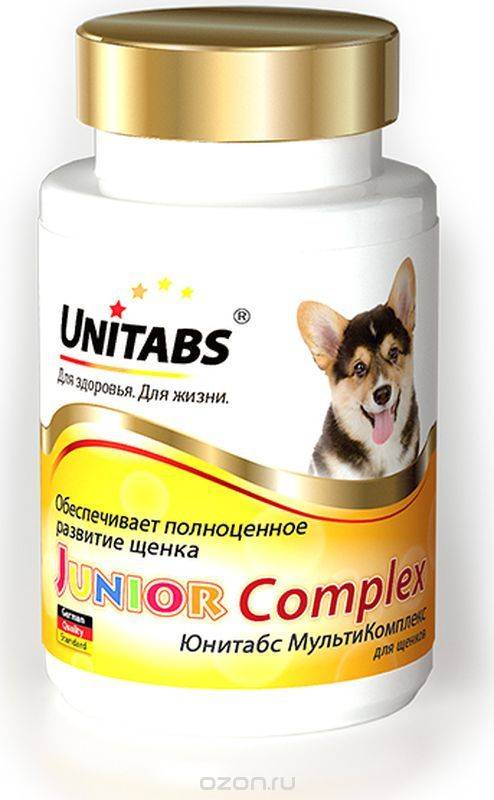 UNITABS®
Для здоровья. Для жизни.
Обеспечивает полноценное
развитие щенка
JUNIOR Complex
German
Quality
Standard
Юнитабс МультиКомплекс
для щенков
ozon.ru